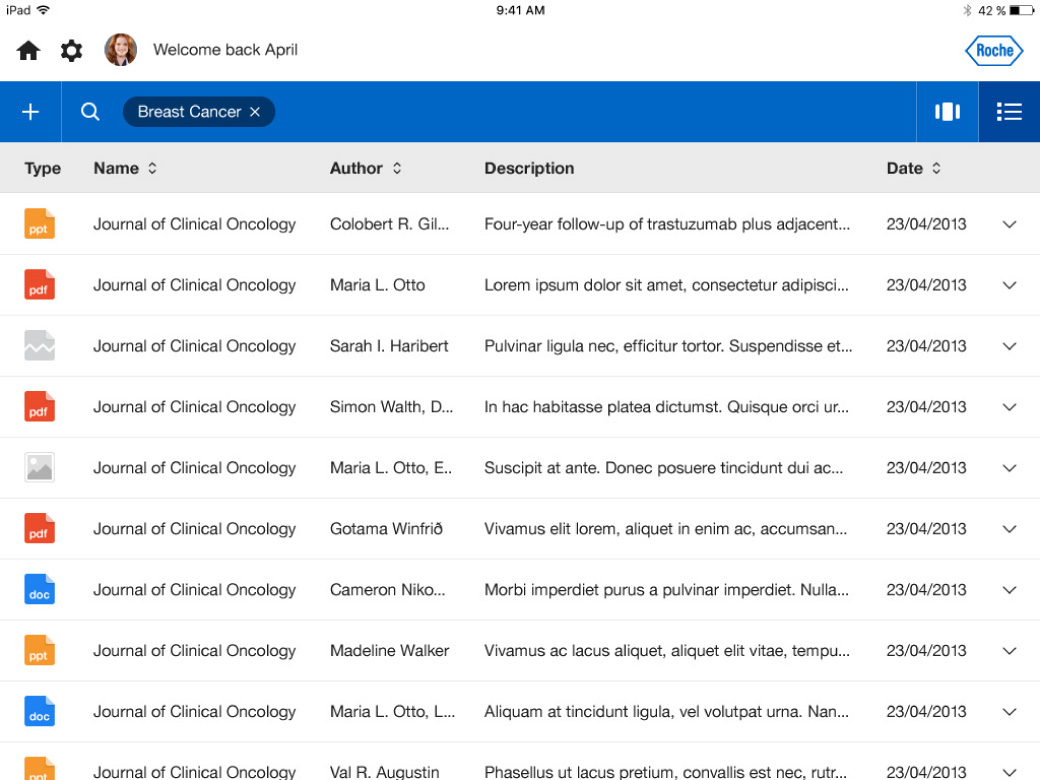 iPad 9:41 AM 42 %
Welcome back April Roche
Breast Cancer ×
Type Name Author Description Date
ppt Journal of Clinical Oncology Colobert R. Gil... Four-year follow-up of trastuzumab plus adjacent... 23/04/2013
pdf Journal of Clinical Oncology Maria L. Otto Lorem ipsum dolor sit amet, consectetur adipisci... 23/04/2013
Journal of Clinical Oncology Sarah I. Haribert Pulvinar ligula nec, efficitur tortor. Suspendisse et... 23/04/2013
pdf Journal of Clinical Oncology Simon Walth, D... In hac habitasse platea dictumst. Quisque orci ur... 23/04/2013
Journal of Clinical Oncology Maria L. Otto, E.. Suscipit at ante. Donec posuere tincidunt dui ac... 23/04/2013
pdf Journal of Clinical Oncology Gotama Winfrið Vivamus elit lorem, aliquet in enim ac, accumsan... 23/04/2013
doc Journal of Clinical Oncology Cameron Niko... Morbi imperdiet purus a pulvinar imperdiet. Nulla... 23/04/2013
ppt Journal of Clinical Oncology Madeline Walker Vivamus ac lacus aliquet, aliquet elit vitae, tempu... 23/04/2013
doc Journal of Clinical Oncology Maria L. Otto, L... Aliquam at tincidunt ligula, vel volutpat urna. Nan... 23/04/2013
ppt Journal of Clinical Oncology Val R. Augustin Phasellus ut lacus pretium, convallis est nec, rutr... 23/04/2013